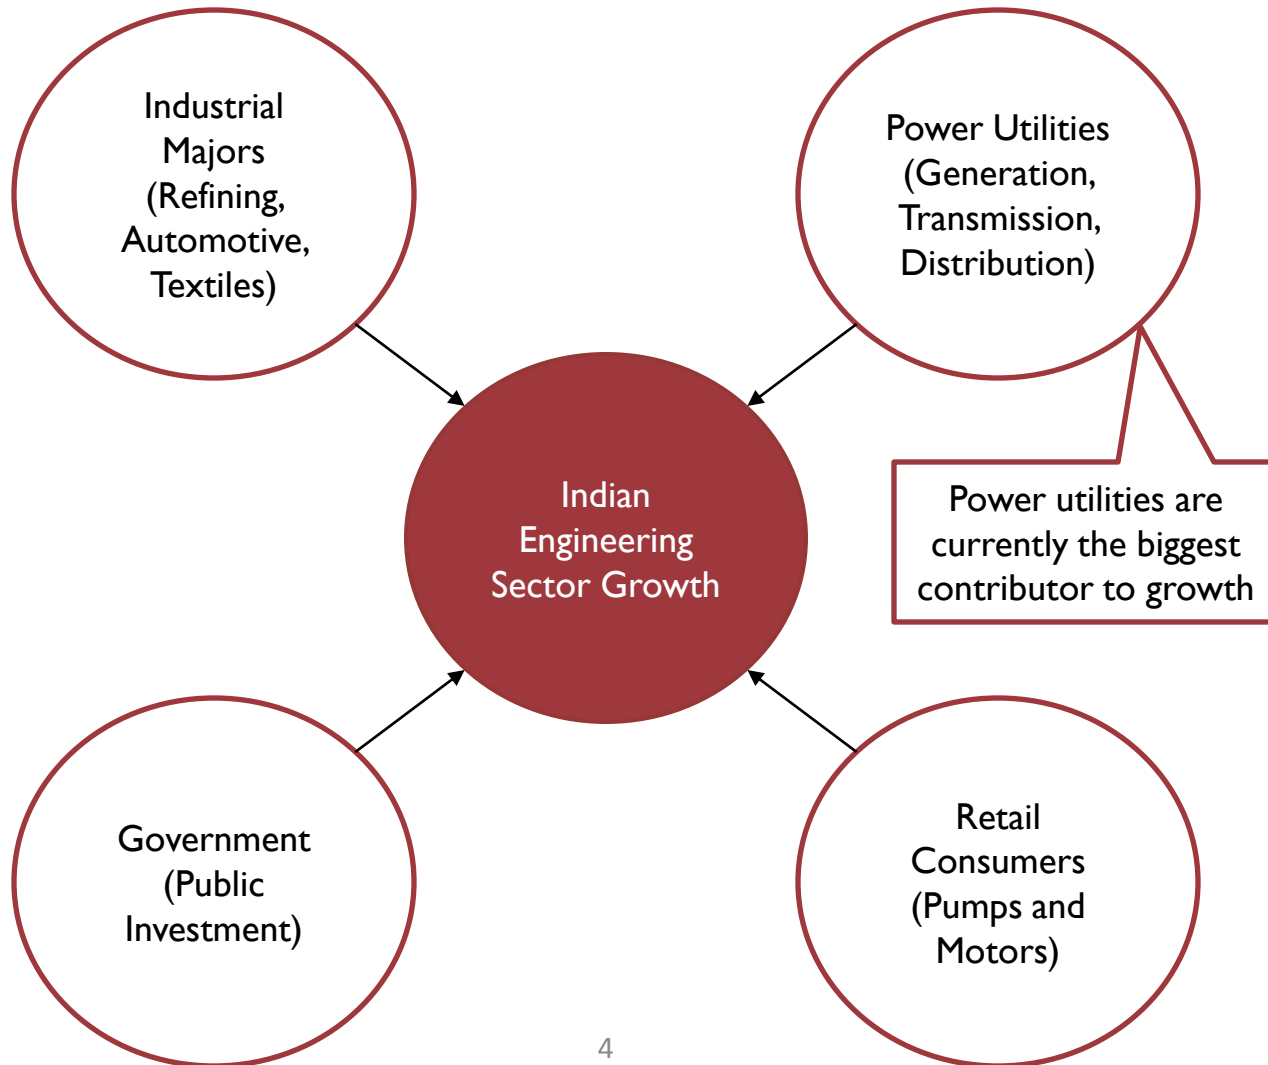 Industrial
Majors
(Refining,
Automotive,
Textiles)
Power Utilities
(Generation,
Transmission,
Distribution)
Indian
Engineering
Sector Growth
Power utilities are
currently the biggest
contributor to growth
Government
(Public
Investment)
Retail
Consumers
(Pumps and
Motors)
4